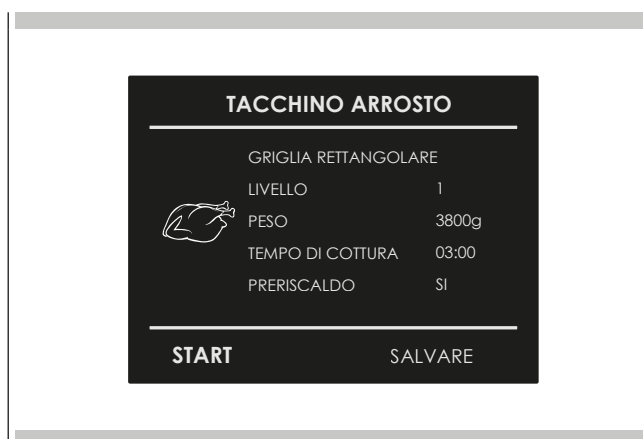 TACCHINO ARROSTO
GRIGLIA RETTANGOLARE
LIVELLO 1
PESO 3800g
TEMPO DI COTTURA 03:00
PRERISCALDO SI
START SALVARE